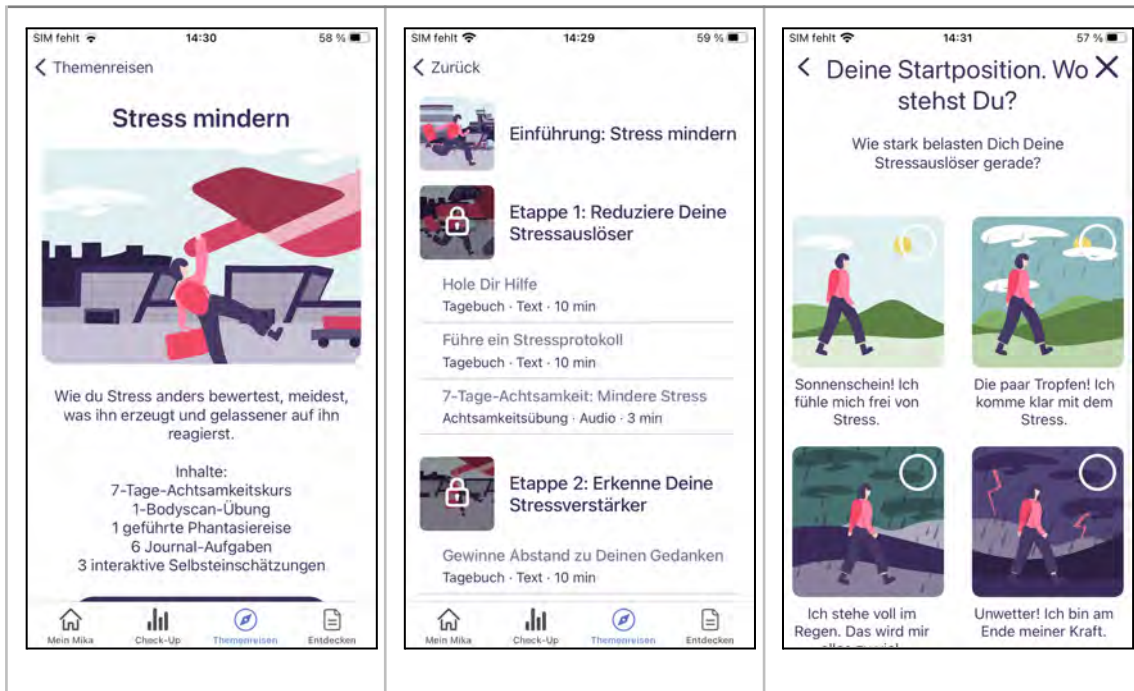 SIM fehlt 14:30 58 %
Themenreisen
Stress mindern
Wie du Stress anders bewertest, meidest,
was ihn erzeugt und gelassener auf ihn
reagierst.
Inhalte:
7-Tage-Achtsamkeitskurs
1-Bodyscan-Übung
1 geführte Phantasiereise
6 Journal-Aufgaben
3 interaktive Selbsteinschätzungen
Mein Mika Check-Up Themenreisen Entdecken
SIM fehlt 14:29 59 %
Zurück
Einführung: Stress mindern
Etappe 1: Reduziere Deine
Stressauslöser
Hole Dir Hilfe
Tagebuch · Text · 10 min
Führe ein Stressprotokoll
Tagebuch · Text · 10 min
7-Tage-Achtsamkeit: Mindere Stress
Achtsamkeitsübung · Audio · 3 min
Etappe 2: Erkenne Deine
Stressverstärker
Gewinne Abstand zu Deinen Gedanken
Tagebuch · Text · 10 min
Mein Mika Check-Up Themenreisen Entdecken
SIM fehlt 14:31 57 %
Deine Startposition. Wo
stehst Du?
Wie stark belasten Dich Deine
Stressauslöser gerade?
Sonnenschein! Ich
fühle mich frei von
Stress.
Die paar Tropfen! Ich
komme klar mit dem
Stress.
Ich stehe voll im
Regen. Das wird mir
Unwetter! Ich bin am
Ende meiner Kraft.